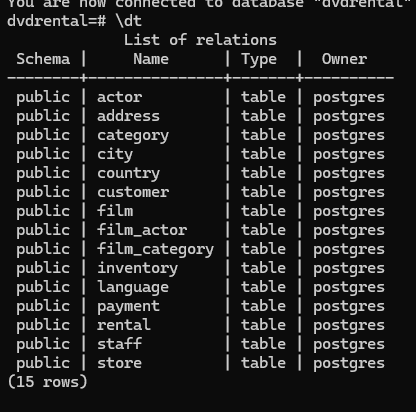 You are now connected to database "dvdrental"
dvdrental=# \dt
             List of relations
 Schema |     Name      | Type  |  Owner
--------+---------------+-------+----------
 public | actor         | table | postgres
 public | address       | table | postgres
 public | category      | table | postgres
 public | city          | table | postgres
 public | country       | table | postgres
 public | customer      | table | postgres
 public | film          | table | postgres
 public | film_actor    | table | postgres
 public | film_category | table | postgres
 public | inventory     | table | postgres
 public | language      | table | postgres
 public | payment       | table | postgres
 public | rental        | table | postgres
 public | staff         | table | postgres
 public | store         | table | postgres
(15 rows)